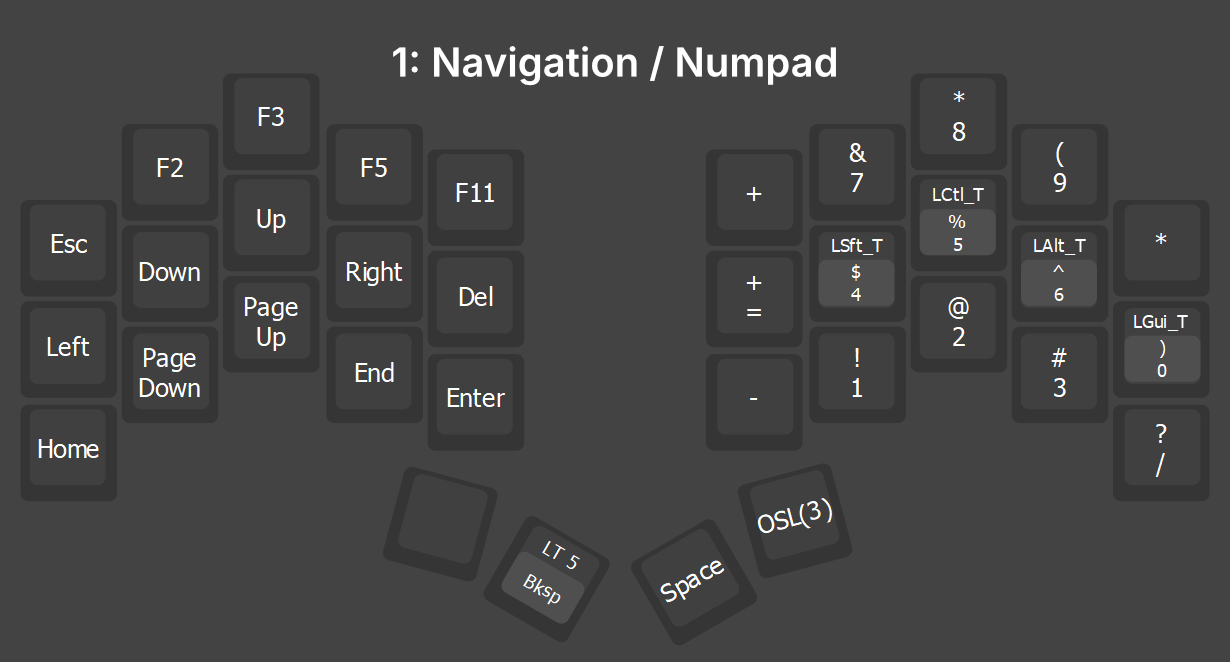 1: Navigation / Numpad
F3
F2
F5
F11
Esc
Up
Down
Right
Del
Left
Page
Up
Page
Down
End
Enter
Home
*
8
&
7
(
9
+
LCtl_T
%
5
*
LSft_T
$
4
LAlt_T
^
6
+
=
@
2
LGui_T
)
0
!
1
#
3
-
?
/
LT 5
Bksp
Space
OSL(3)